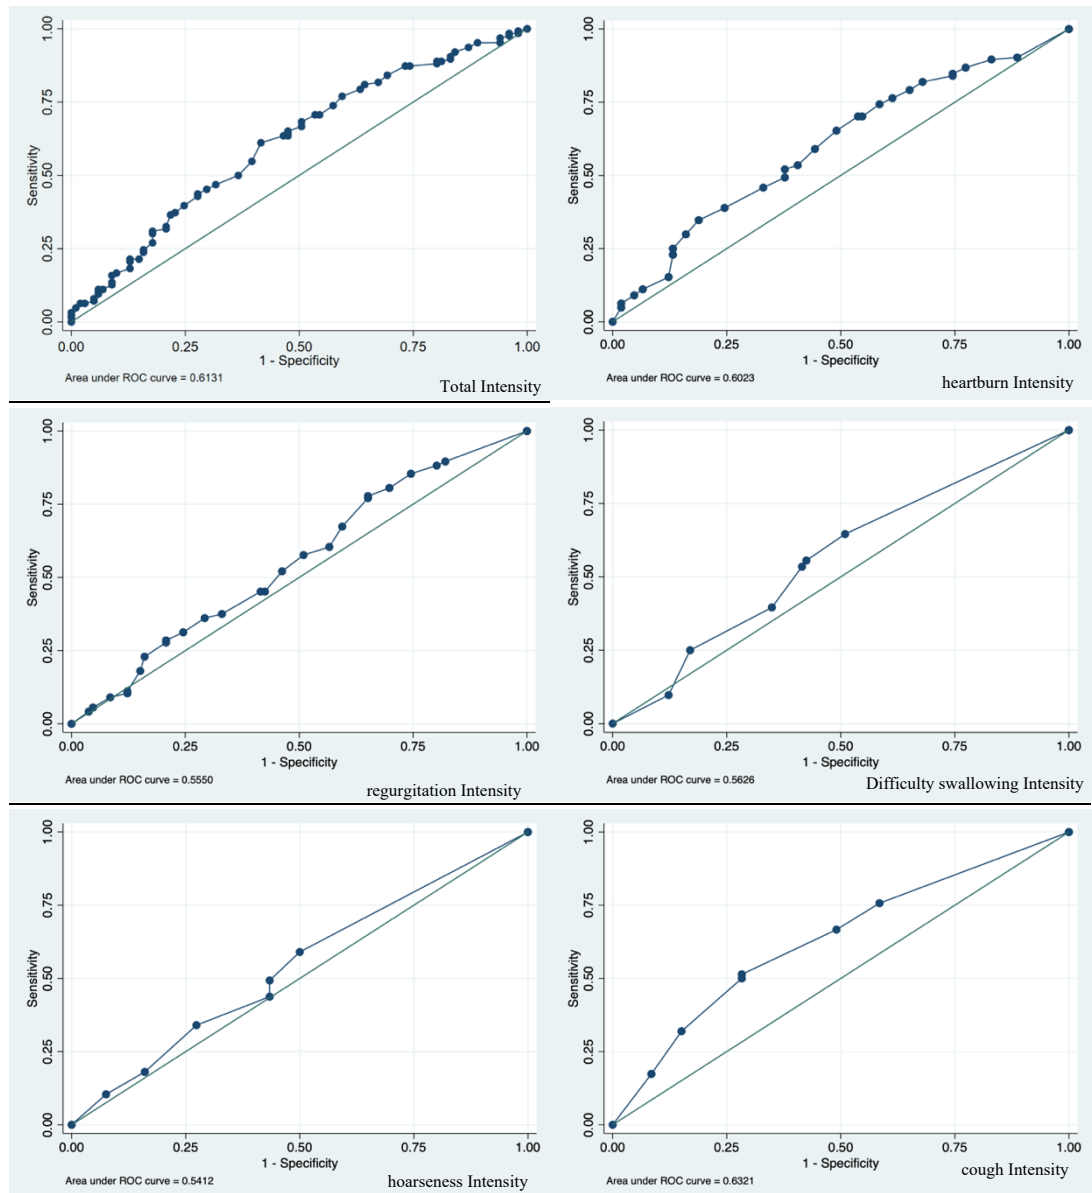 Sensitivity
1.00
0.75
0.50
0.25
0.00
0.00 0.25 0.50 0.75 1.00
1 - Specificity
Area under ROC curve = 0.6131
Total Intensity
Sensitivity
1.00
0.75
0.50
0.25
0.00
0.00 0.25 0.50 0.75 1.00
1 - Specificity
Area under ROC curve = 0.6023
heartburn Intensity
Sensitivity
1.00
0.75
0.50
0.25
0.00
0.00 0.25 0.50 0.75 1.00
1 - Specificity
Area under ROC curve = 0.5550
regurgitation Intensity
Sensitivity
1.00
0.75
0.50
0.25
0.00
0.00 0.25 0.50 0.75 1.00
1 - Specificity
Area under ROC curve = 0.5626
Difficulty swallowing Intensity
Sensitivity
1.00
0.75
0.50
0.25
0.00
0.00 0.25 0.50 0.75 1.00
1 - Specificity
Area under ROC curve = 0.5412
hoarseness Intensity
Sensitivity
1.00
0.75
0.50
0.25
0.00
0.00 0.25 0.50 0.75 1.00
1 - Specificity
Area under ROC curve = 0.6321
cough Intensity